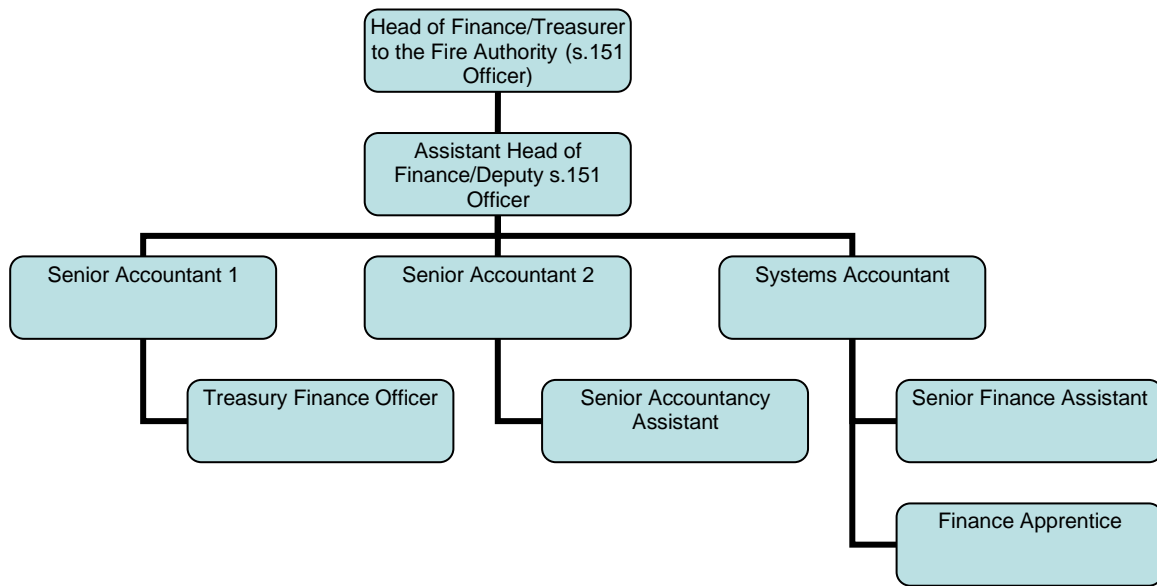 Head of Finance/Treasurer
to the Fire Authority (s.151
Officer)
Assistant Head of
Finance/Deputy s.151
Officer
Senior Accountant 1
Senior Accountant 2
Systems Accountant
Treasury Finance Officer
Senior Accountancy
Assistant
Senior Finance Assistant
Finance Apprentice